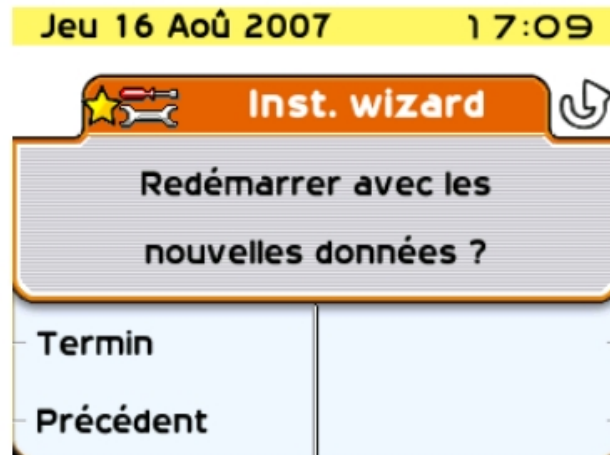 Jeu 16 Aoû 2007 17:09
Inst. wizard
Redémarrer avec les
nouvelles données ?
Termin
Précédent